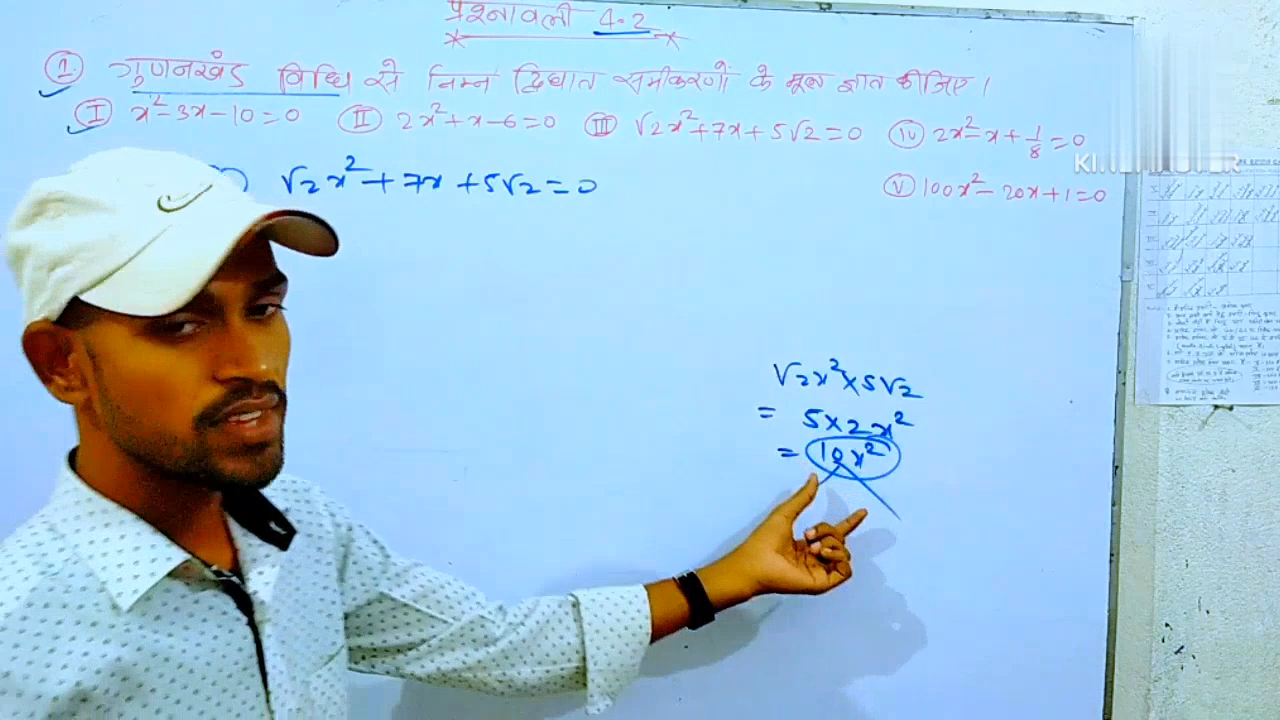 प्रश्नावली 4.2
① गुणनखंड विधि से निम्न द्विघात समीकरणों के मूल ज्ञात कीजिए।
Ⓘ x²-3x-10=0 Ⓘⓘ 2x²+x-6=0 Ⓘⓘⓘ √2x²+7x+5√2=0 Ⓘⓥ 2x²-x+1/8=0
ⓥ 100x²-20x+1=0
√2x²+7x+5√2=0
√2x²×5√2
= 5×2x²
= 10x²